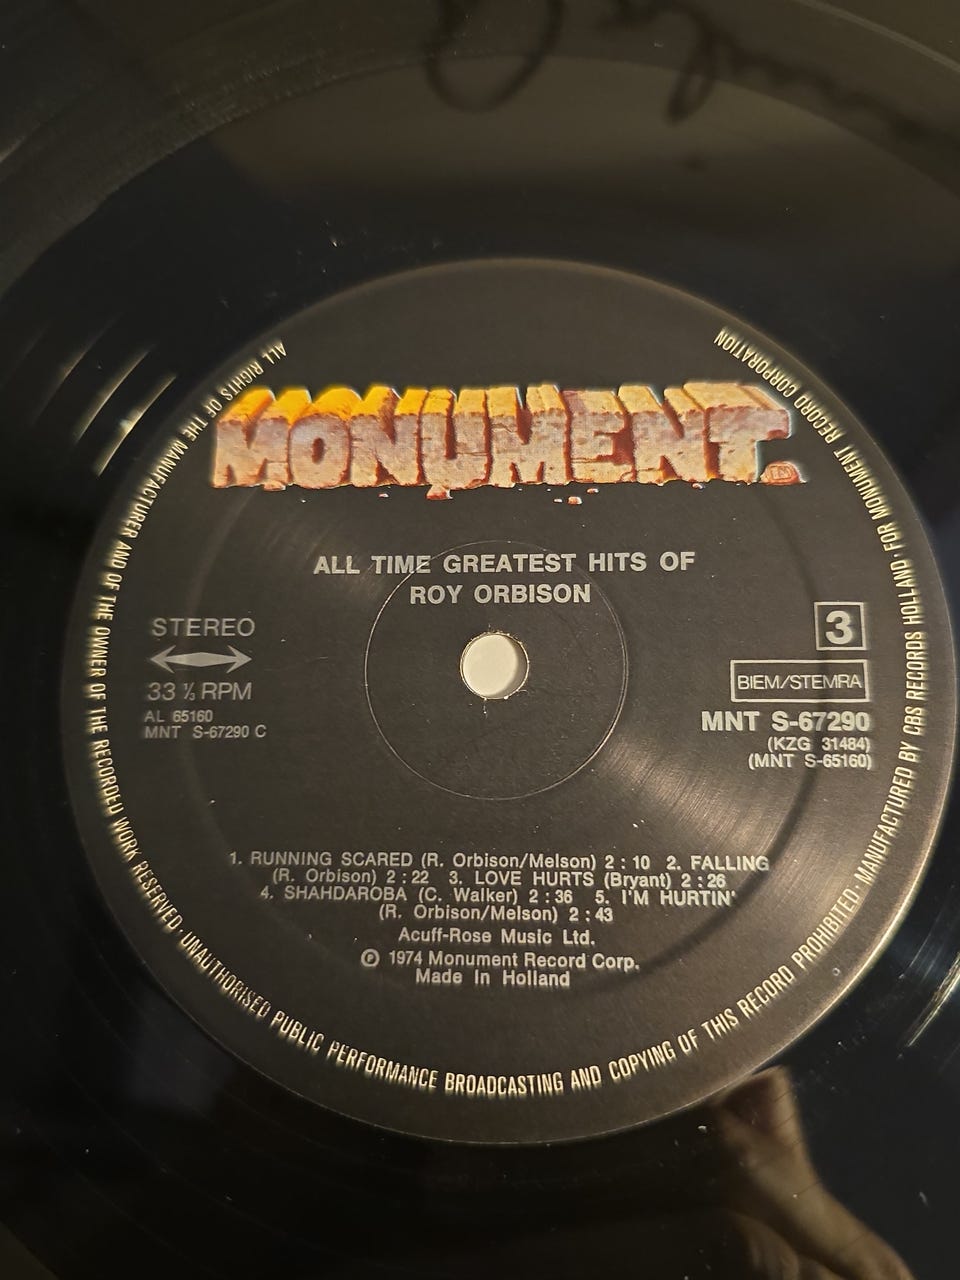 MONUMENT.
ALL TIME GREATEST HITS OF
ROY ORBISON
STEREO
33 ⅓ RPM
AL 65160
MNT S-67290 C
3
BIEM/STEMRA
MNT S-67290
(KZG 31484)
(MNT S-65160)
1. RUNNING SCARED (R. Orbison/Melson) 2:10 2. FALLING
(R. Orbison) 2:22 3. LOVE HURTS (Bryant) 2:26
4. SHAHDAROBA (C. Walker) 2:36 5. I'M HURTIN'
(R. Orbison/Melson) 2:43
Acuff-Rose Music Ltd.
℗ 1974 Monument Record Corp.
Made In Holland
ALL RIGHTS OF THE MANUFACTURER AND OF THE OWNER OF THE RECORDED WORK RESERVED · UNAUTHORISED PUBLIC PERFORMANCE BROADCASTING AND COPYING OF THIS RECORD PROHIBITED · MANUFACTURED BY CBS RECORDS HOLLAND · FOR MONUMENT RECORD CORPORATION